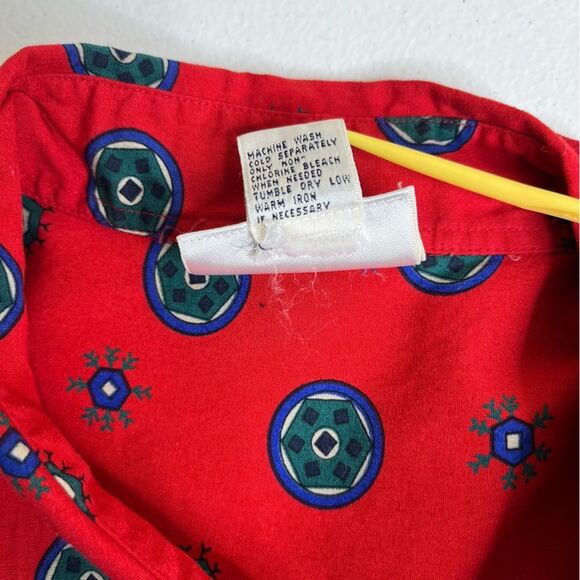 MACHINE WASH
COLD SEPARATELY
ONLY NON-
CHLORINE BLEACH
WHEN NEEDED
TUMBLE DRY LOW
WARM IRON
IF NECESSARY